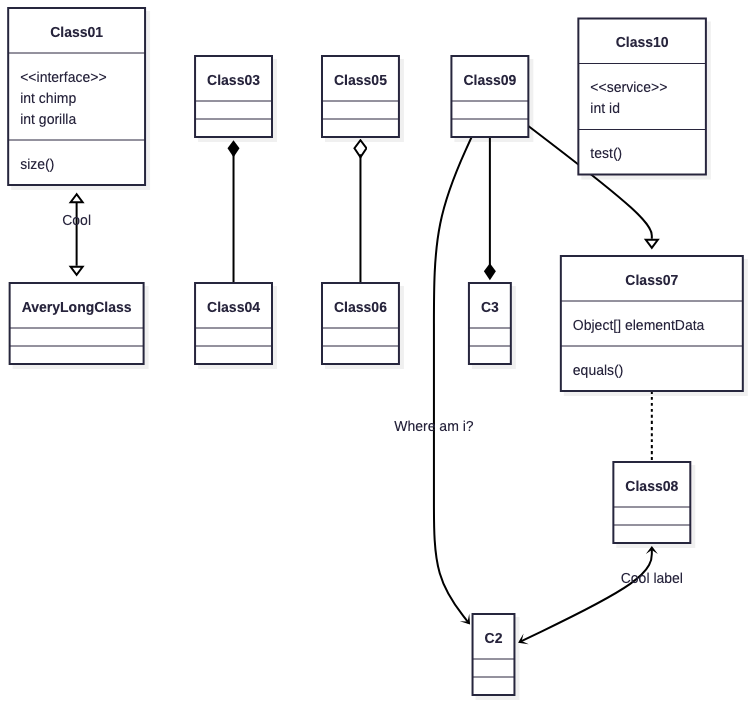 Class01
<<interface>>
int chimp
int gorilla
size()
Class03
Class05
Class09
Class10
<<service>>
int id
test()
Cool
AveryLongClass
Class04
Class06
C3
Class07
Object[] elementData
equals()
Where am i?
Class08
Cool label
C2